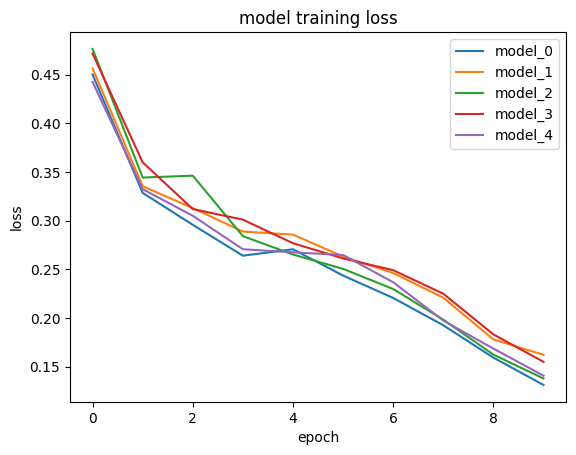 model training loss
model_0
model_1
model_2
model_3
model_4
0.45
0.40
0.35
0.30
0.25
0.20
0.15
loss
0 2 4 6 8
epoch